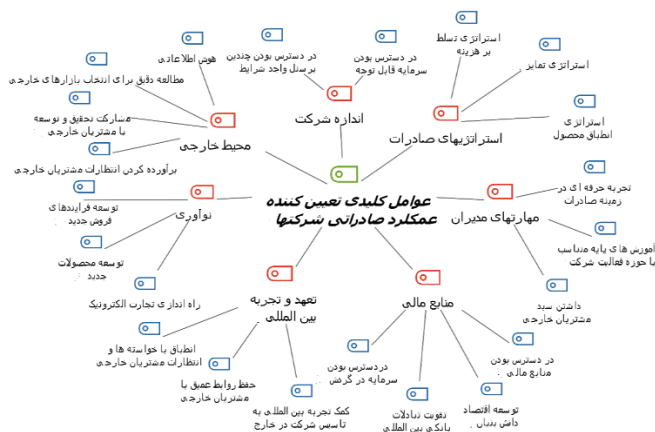 استراتژی تسلط
بر هزینه
استراتژی تمایز
استراتژی
انطباق محصول
استراتژیهای صادرات
در دسترس بودن
سرمایه قابل توجه
در دسترس بودن چندین
پرسنل واجد شرایط
اندازه شرکت
هوش اطلاعاتی
مطالعه دقیق برای انتخاب بازارهای خارجی
مشارکت تحقیق و توسعه
با مشتریان خارجی
برآورده کردن انتظارات مشتریان خارجی
محیط خارجی
عوامل کلیدی تعیین کننده
عملکرد صادراتی شرکتها
تجربه حرفه ای در
زمینه صادرات
مهارتهای مدیران
آموزش های پایه متناسب
با حوزه فعالیت شرکت
داشتن سبد
مشتریان خارجی
نوآوری
توسعه فرایندهای
فروش جدید
توسعه محصولات
جدید
راه اندازی تجارت الکترونیک
منابع مالی
در دسترس بودن
منابع مالی
توسعه اقتصاد
دانش بنیان
تقویت تبادلات
بانکی بین المللی
در دسترس بودن
سرمایه در گردش
تعهد و تجربه
بین المللی
انطباق با خواسته ها و
انتظارات مشتریان خارجی
حفظ روابط عمیق با
مشتریان خارجی
کمک تجربه بین المللی به
تاسیس شرکت در خارج